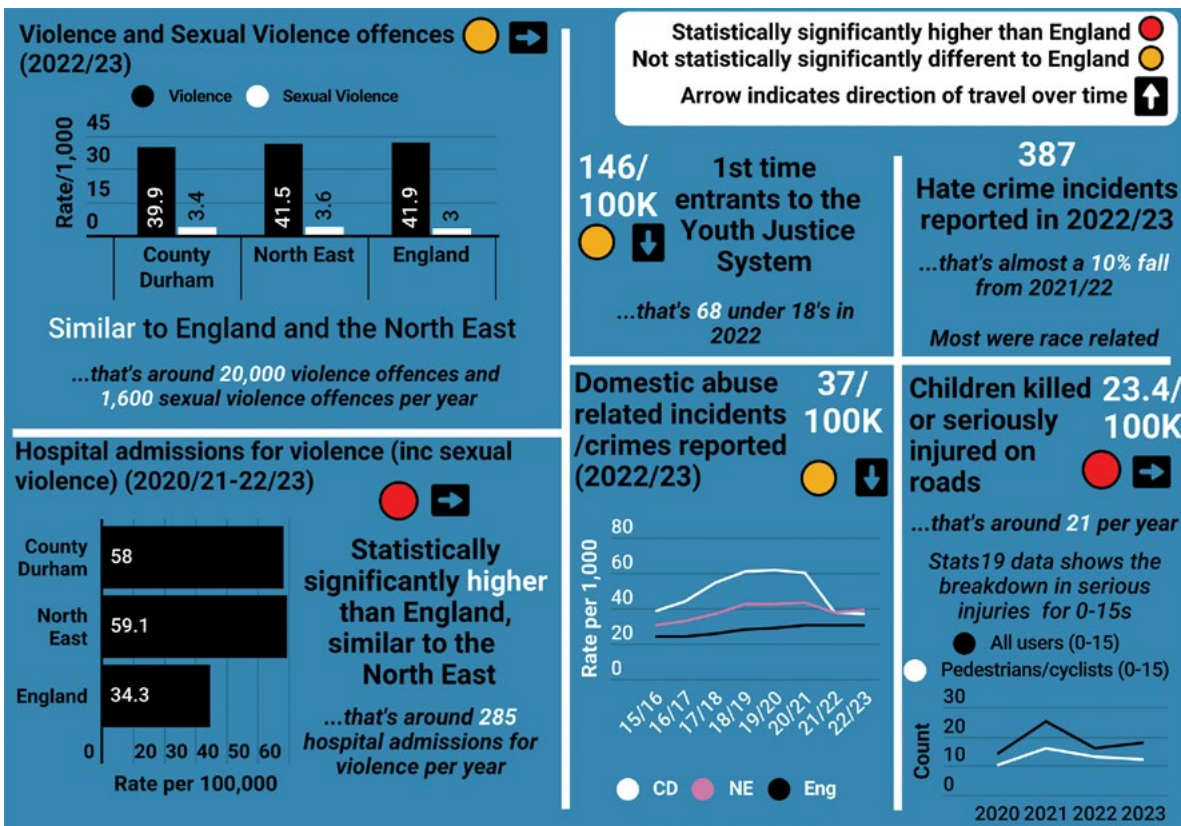 Violence and Sexual Violence offences
(2022/23)
Violence
Sexual Violence
Rate/1,000
45
30
15
0
39.9
3.4
41.5
3.6
41.9
3
County
Durham
North East
England
Similar to England and the North East
...that's around 20,000 violence offences and
1,600 sexual violence offences per year
Statistically significantly higher than England
Not statistically significantly different to England
Arrow indicates direction of travel over time
146/
100K
1st time
entrants to the
Youth Justice
System
...that's 68 under 18's in
2022
387
Hate crime incidents
reported in 2022/23
...that's almost a 10% fall
from 2021/22
Most were race related
Hospital admissions for violence (inc sexual
violence) (2020/21-22/23)
County
Durham
58
North
East
59.1
England
34.3
0
20
30
40
50
60
Rate per 100,000
Statistically
significantly higher
than England,
similar to the
North East
...that's around 285
hospital admissions for
violence per year
Domestic abuse
related incidents
/crimes reported
(2022/23)
37/
100K
80
60
40
20
0
Rate per 1,000
15/16
16/17
17/18
18/19
19/20
20/21
21/22
22/23
CD
NE
Eng
Children killed
or seriously
injured on
roads
23.4/
100K
...that's around 21 per year
Stats19 data shows the
breakdown in serious
injuries for 0-15s
All users (0-15)
Pedestrians/cyclists (0-15)
30
20
10
0
Count
2020 2021 2022 2023